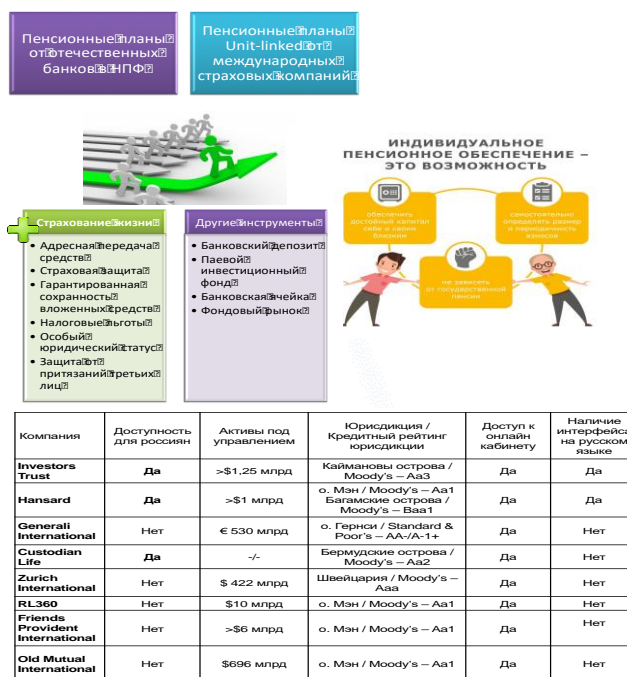 Пенсионные планы
от отечественных
банков в НПФ
Пенсионные планы
Unit-linked от
международных
страховых компаний
ИНДИВИДУАЛЬНОЕ
ПЕНСИОННОЕ ОБЕСПЕЧЕНИЕ –
ЭТО ВОЗМОЖНОСТЬ
обеспечить
достойный капитал
себе и своим
близким
самостоятельно
определять размер
и периодичность
взносов
не зависеть
от государственной
пенсии
Страхование жизни
• Адресная передача
средств
• Страховая защита
• Гарантированная
сохранность
вложенных средств
• Налоговые льготы
• Особый
юридический статус
• Защита от
притязаний третьих
лиц
Другие инструменты
• Банковский депозит
• Паевой
инвестиционный
фонд
• Банковская ячейка
• Фондовый рынок
Компания
Доступность
для россиян
Активы под
управлением
Юрисдикция /
Кредитный рейтинг
юрисдикции
Доступ к
онлайн
кабинету
Наличие
интерфейса
на русском
языке
Investors
Trust
Да
>$1,25 млрд
Каймановы острова /
Moody's – Aa3
Да
Да
Hansard
Да
>$1 млрд
о. Мэн / Moody's – Aa1
Багамские острова /
Moody's – Baa1
Да
Да
Generali
International
Нет
€ 530 млрд
о. Гернси / Standard &
Poor's – AA-/A-1+
Да
Нет
Custodian
Life
Да
-/-
Бермудские острова /
Moody's – Aa2
Да
Нет
Zurich
International
Нет
$ 422 млрд
Швейцария / Moody's –
Aaa
Да
Нет
RL360
Нет
$10 млрд
о. Мэн / Moody's – Aa1
Да
Нет
Friends
Provident
International
Нет
>$6 млрд
о. Мэн / Moody's – Aa1
Да
Нет
Old Mutual
International
Нет
$696 млрд
о. Мэн / Moody's – Aa1
Да
Нет